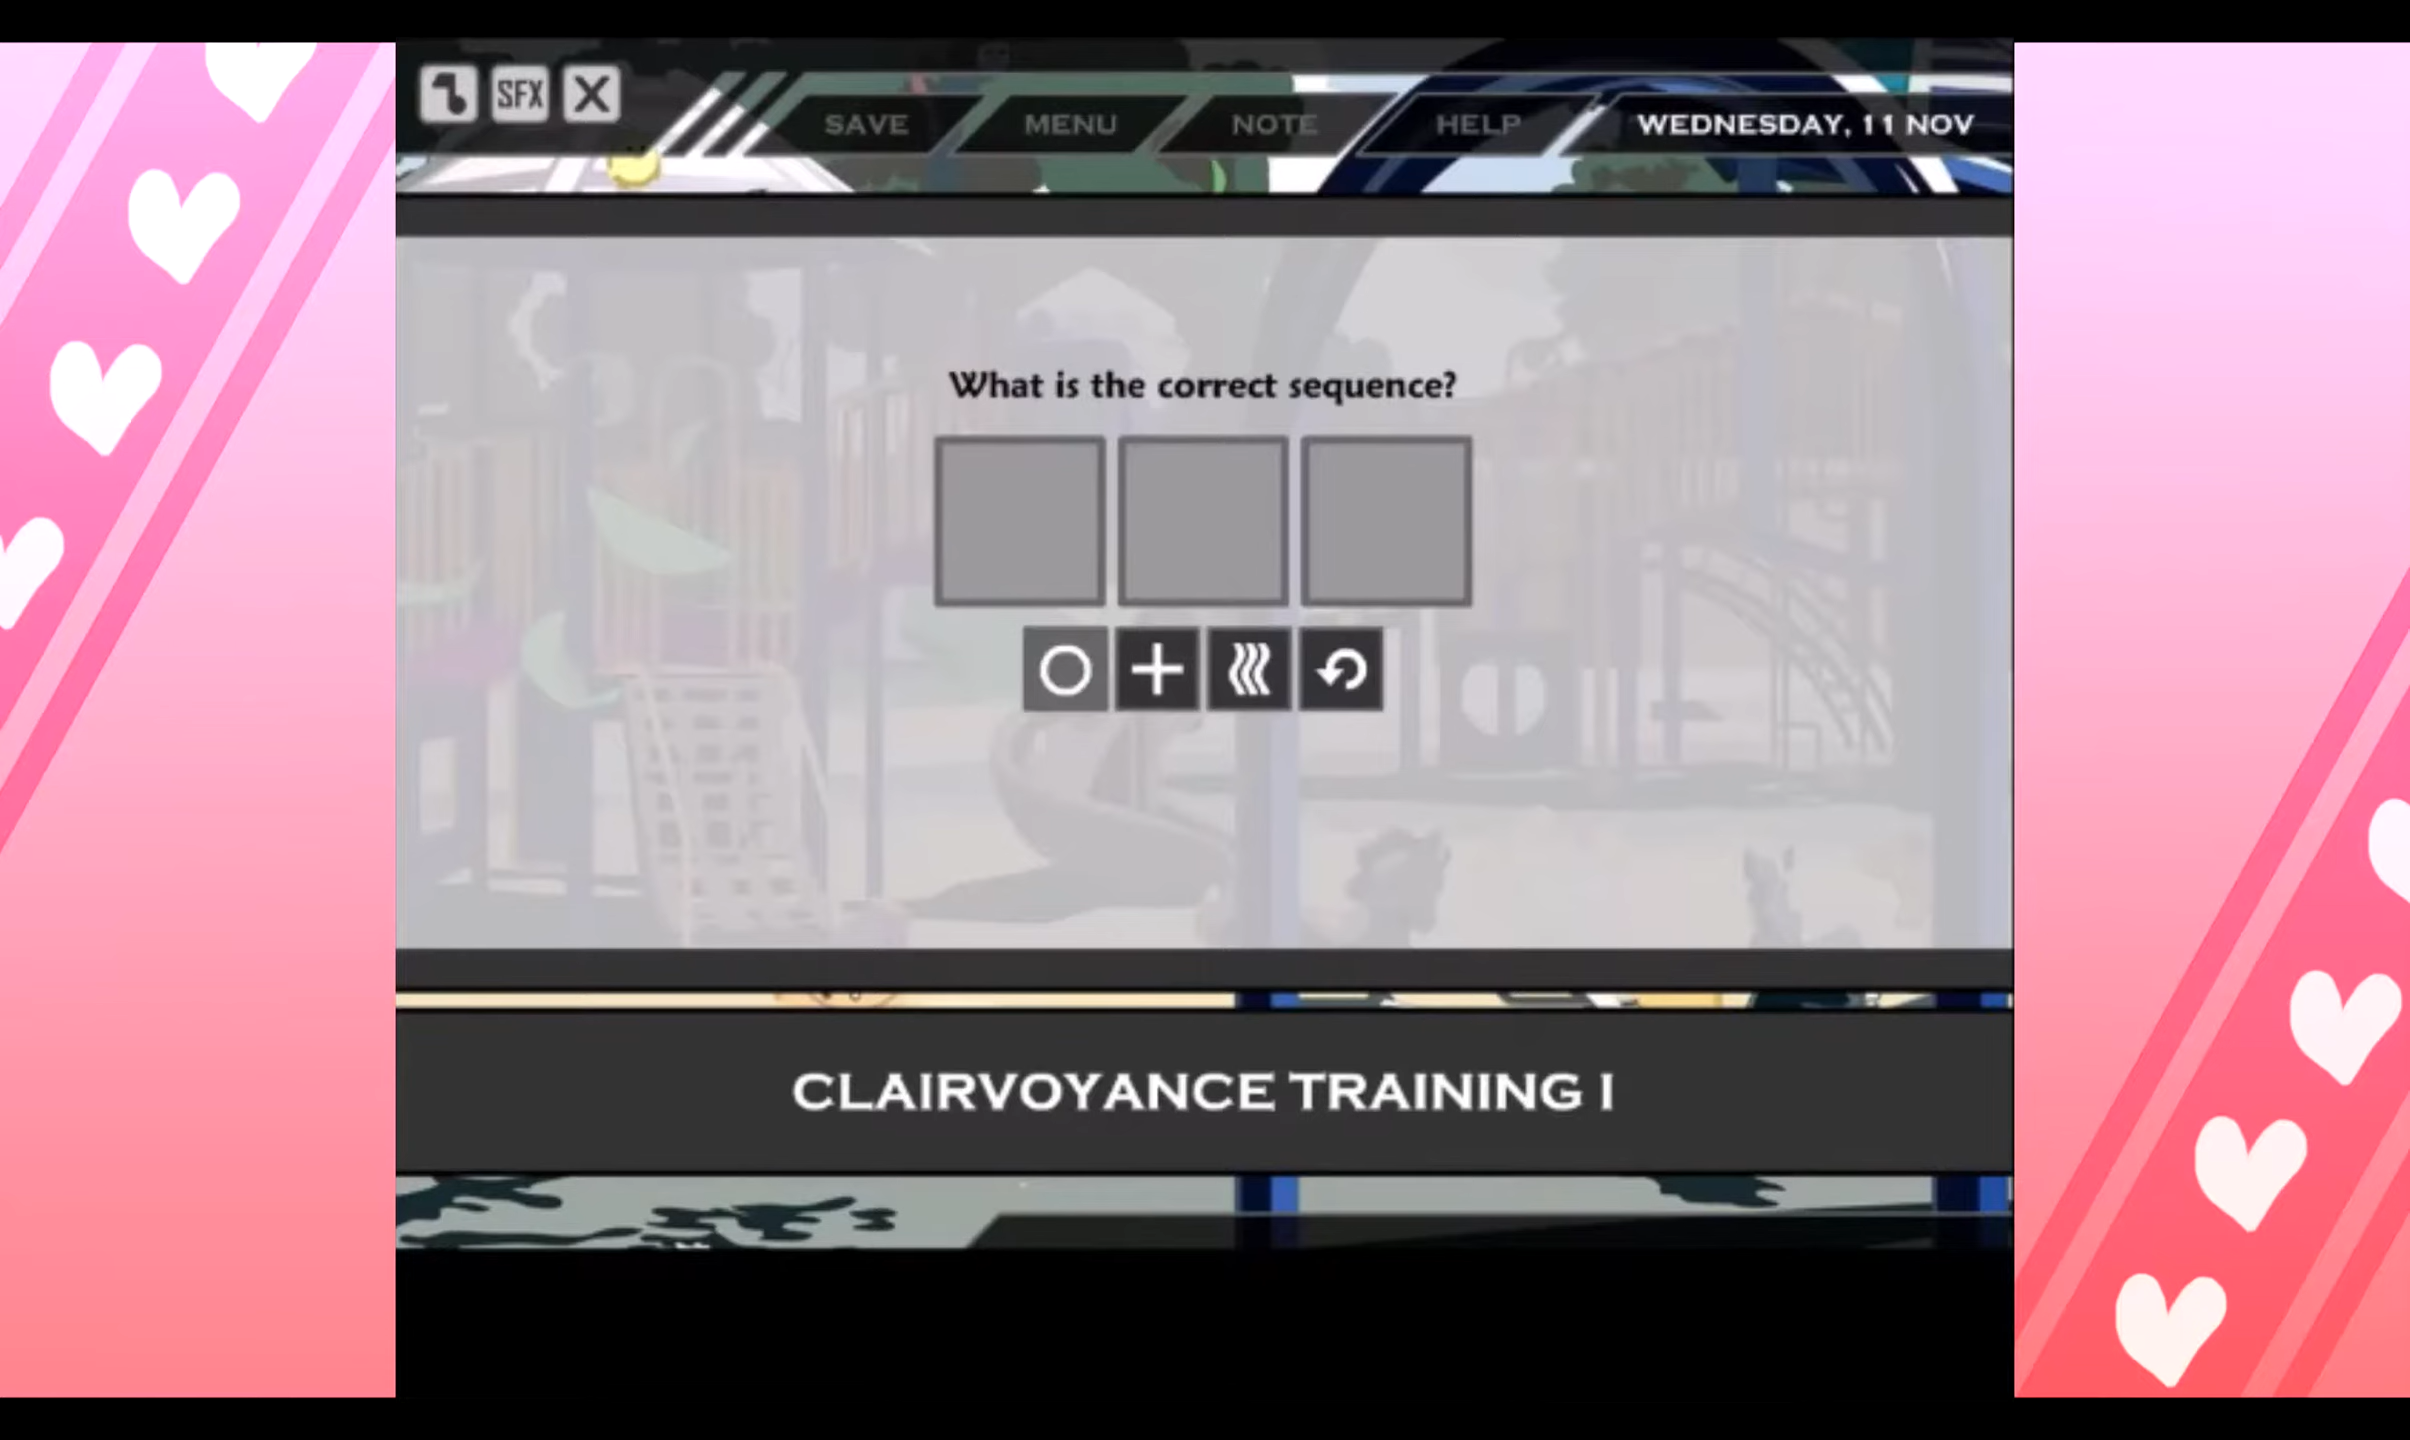 SFX X
SAVE MENU NOTE HELP WEDNESDAY, 11 NOV
What is the correct sequence?
CLAIRVOYANCE TRAINING I